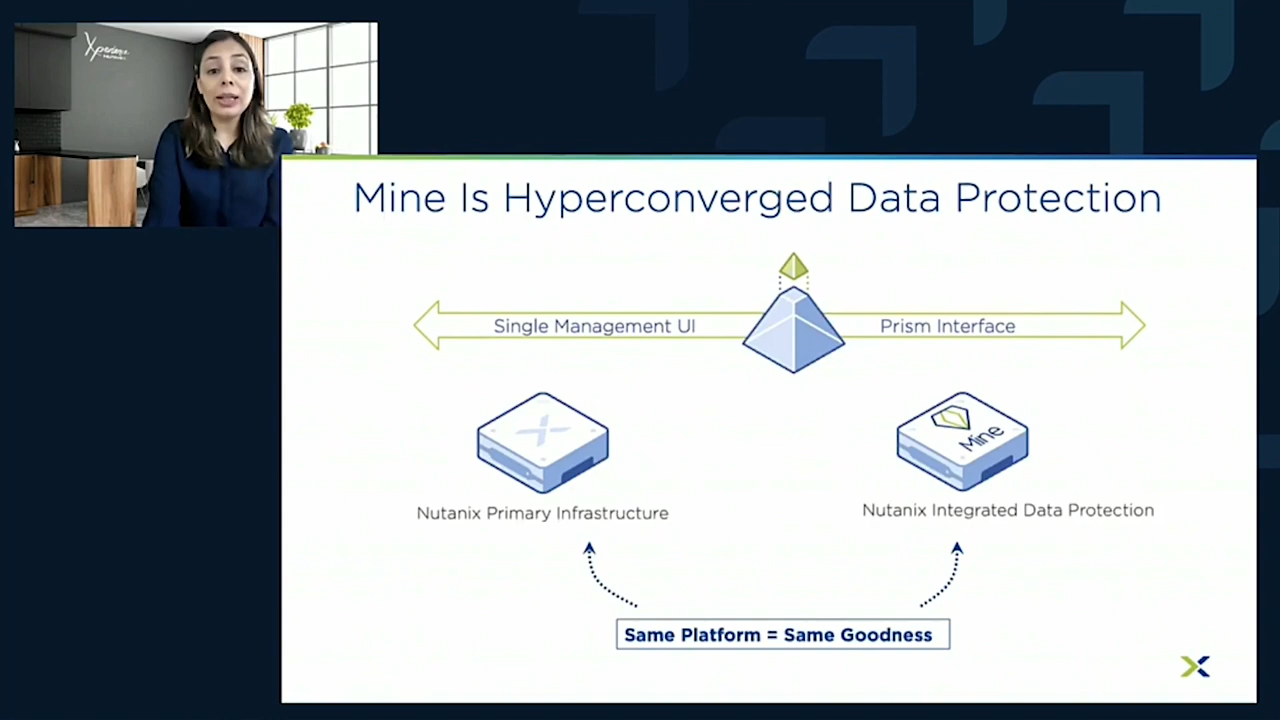 Xperience
Mine Is Hyperconverged Data Protection
Single Management UI
Prism Interface
Mine
Nutanix Primary Infrastructure
Nutanix Integrated Data Protection
Same Platform = Same Goodness